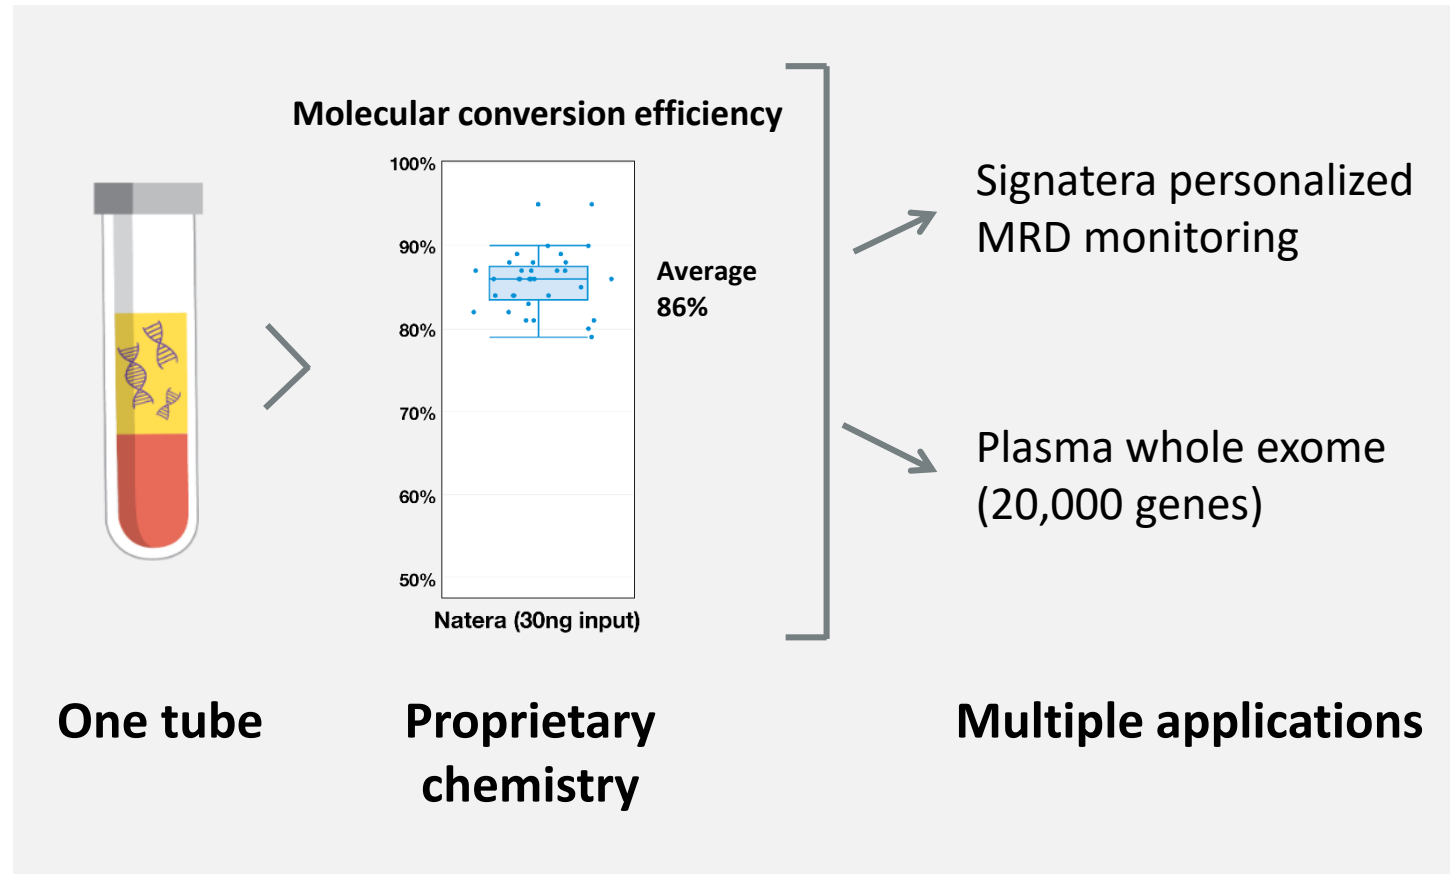 Molecular conversion efficiency
100%
90%
80%
70%
60%
50%
Natera (30ng input)
Average
86%
Signatera personalized
MRD monitoring
Plasma whole exome
(20,000 genes)
One tube
Proprietary
chemistry
Multiple applications